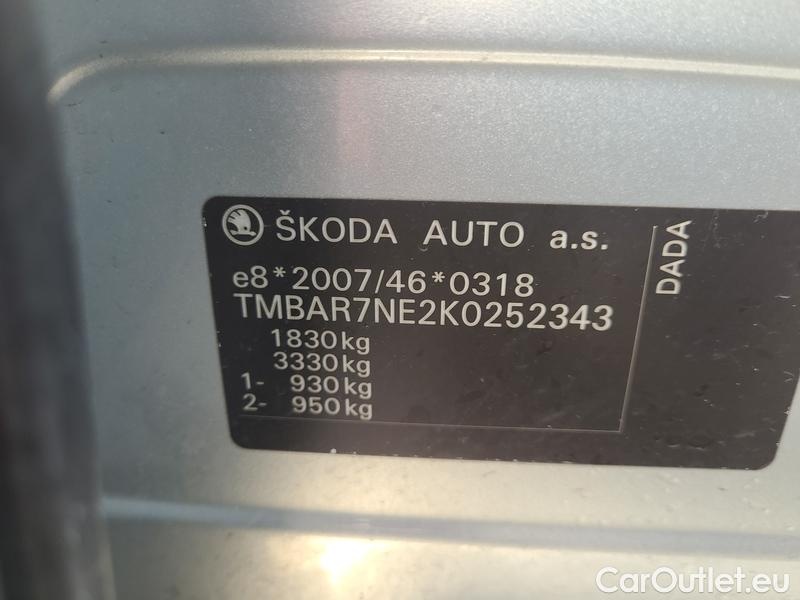 ŠKODA AUTO a.s.
e8*2007/46*0318
TMBAR7NE2K0252343
1830kg
3330kg
1- 930kg
2- 950kg
DADA
CarOutlet.eu